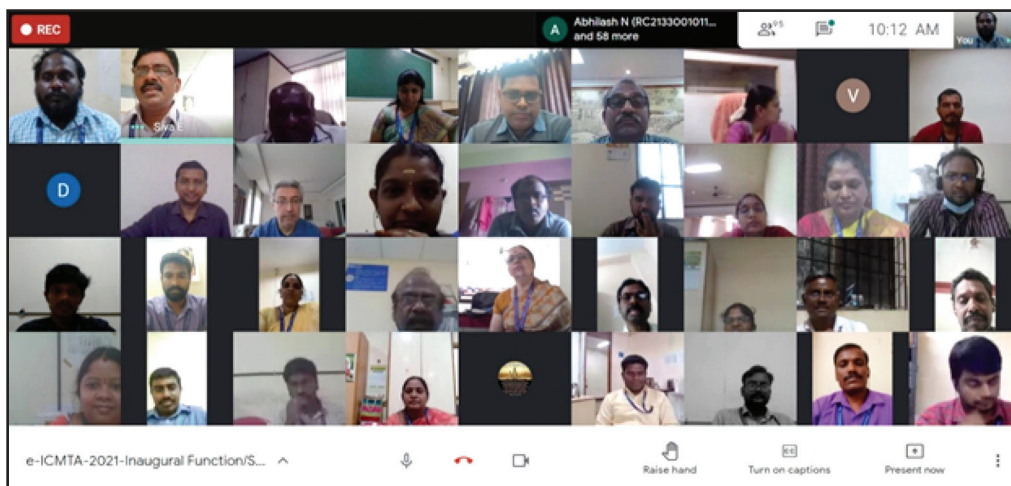 REC
A
Abhilash N (RC2133001011...
and 58 more
95
10:12 AM
You
Siva E
V
D
e-ICMTA-2021-Inaugural Function/S...
Raise hand
CC
Turn on captions
Present now